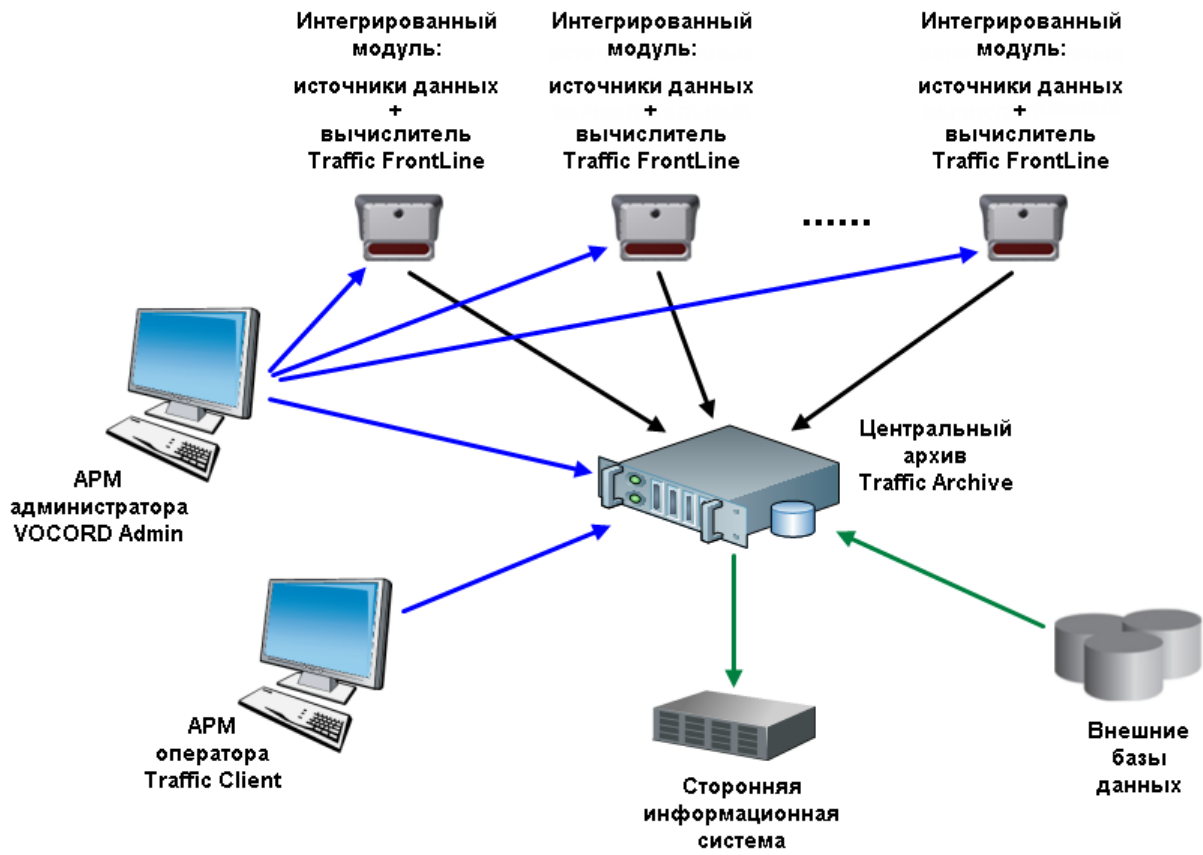 Интегрированный
модуль:
источники данных
+
вычислитель
Traffic FrontLine
Интегрированный
модуль:
источники данных
+
вычислитель
Traffic FrontLine
Интегрированный
модуль:
источники данных
+
вычислитель
Traffic FrontLine
......
АРМ
администратора
VOCORD Admin
Центральный
архив
Traffic Archive
АРМ
оператора
Traffic Client
Сторонняя
информационная
система
Внешние
базы
данных